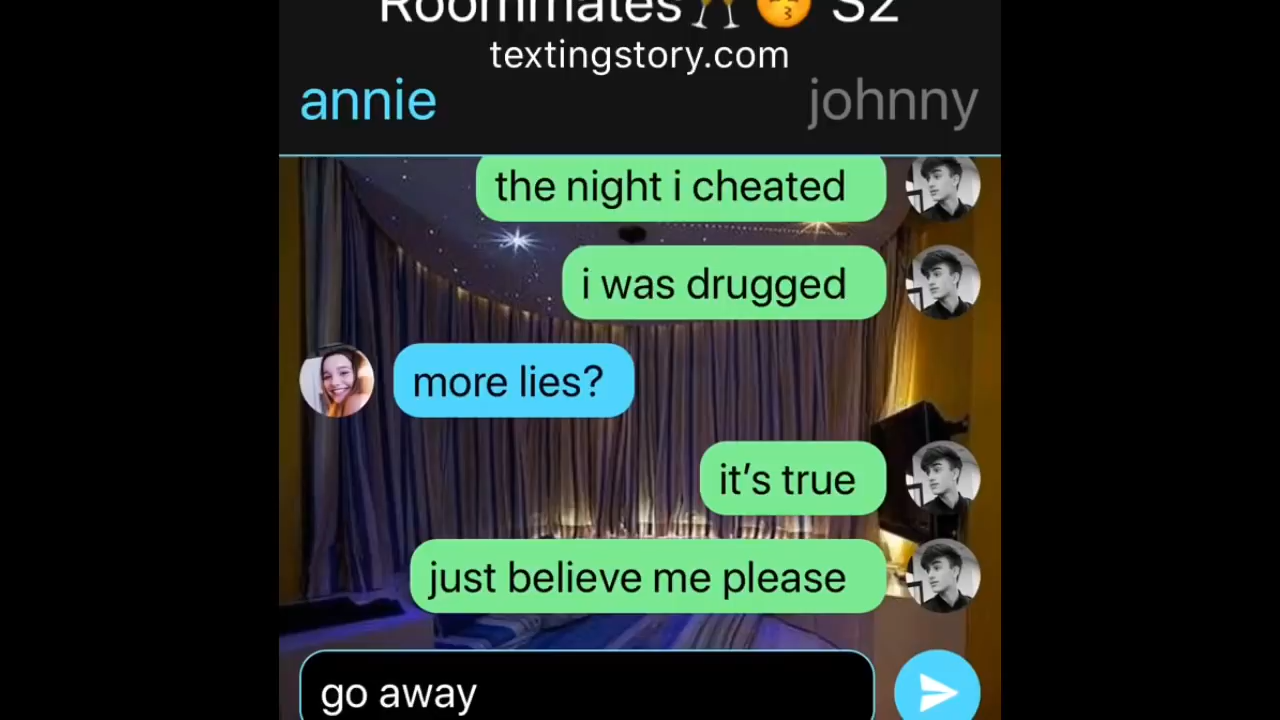 Roommates🥂😚 S2
textingstory.com
annie
johnny
the night i cheated
i was drugged
more lies?
it’s true
just believe me please
go away